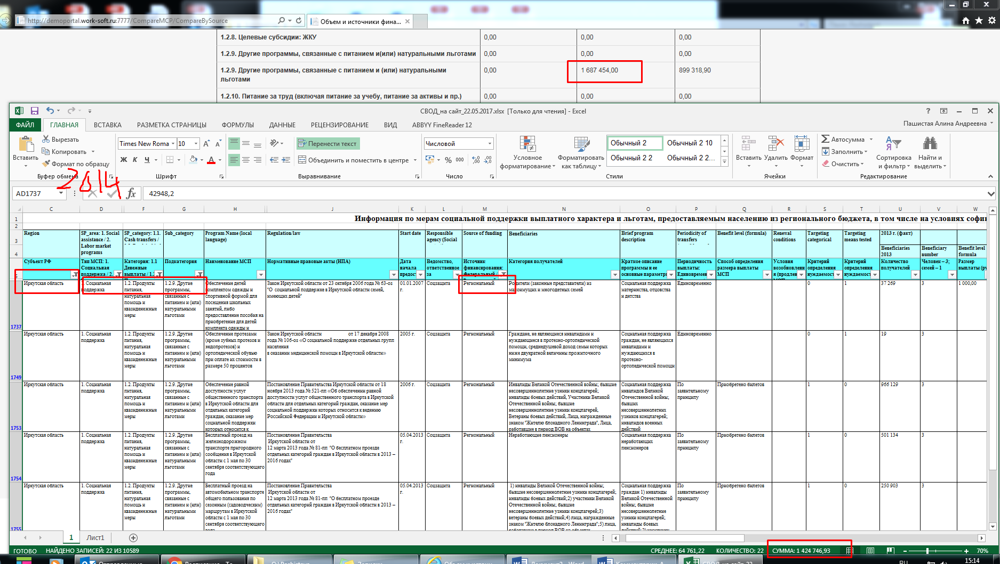 http://demoportal.work-soft.ru:7777/CompareMCP/CompareBySource
Объем и источники фина...
1.2.8. Целевые субсидии: ЖКУ 0,00 0,00 0,00
1.2.9. Другие программы, связанные с питанием и(или) натуральными льготами 0,00 0,00 0,00
1.2.9. Другие программы, связанные с питанием и (или) натуральными 0,00 1 687 454,00 899 318,90
льготами
1.2.10. Питание за труд (включая питание за учебу, питание за активы и пр.) 0,00 0,00 0,00
СВОД_на сайт_22.05.2017.xlsx [Только для чтения] - Excel
ФАЙЛ ГЛАВНАЯ ВСТАВКА РАЗМЕТКА СТРАНИЦЫ ФОРМУЛЫ ДАННЫЕ РЕЦЕНЗИРОВАНИЕ ВИД ABBYY FineReader 12 Пашистая Алина Андреевна
Вставить
Вырезать
Копировать
Формат по образцу
Буфер обмена
Times New Roma 10
Ж К Ч
Шрифт
Перенести текст
Объединить и поместить в центре
Выравнивание
Числовой
% 000
Число
Условное форматирование
Форматировать как таблицу
Обычный 2 Обычный 2 10
Обычный 2 2 Обычный 2 2...
Стили
Вставить Удалить Формат
Ячейки
Автосумма
Заполнить
Очистить
Сортировка и фильтр
Найти и выделить
Редактирование
2014
AD1737 fx 42948,2
C D F G H J K L M N O P Q R S T U V W
1 Информация по мерам социальной поддержки выплатного характера и льготам, предоставляемым населению из регионального бюджета, в том числе на условиях софин
2
3 Region SP_area: 1. Social assistance / 2. Labor market programs SP_category: 1.1. Cash transfers / Sub_category Program Name (local language) Regulation/law Start date Responsible agency (Social Source of funding Beneficiaries Brief program description Periodicity of transfers Benefit level (formula) Renewal conditions Targeting categorical Targeting means tested 2013 г. (факт)
4 Beneficiaries 2013 Beneficiary number Benefit level formula
5 Субъект РФ Тип МСП: 1. Социальная поддержка / 2. Категория: 1.1 Денежные выплаты / 1.2 Подкатегория Наименование МСП Нормативные правовые акты (НПА) Дата начала предост Ведомство, ответственное за Источник финансирования: федеральный Категория получателей Краткое описание программы и ее основные параметры Периодичность выплаты: Единовременно Способ определения размера выплаты МСП Условия возобновления (продлен Критерий определения нуждаемост Критерий определения нуждаемост Количество получателей Человек – 3; семей – 1 Размер выплаты (ру
1737 Иркутская область 1. Социальная поддержка 1.2. Продукты питания, натуральная помощь и квазиденежные меры 1.2.9. Другие программы, связанные с питанием и (или) натуральными льготами Обеспечение детей комплектом одежды и спортивной формой для посещения школьных занятий, либо предоставление пособия на приобретение для детей комплекта одежды и Закон Иркутской области от 23 октября 2006 года № 63-оз "О социальной поддержке в Иркутской области семей, имеющих детей" 01.01.2007 г. Соцзащита Региональный Родители (законные представители) из малоимущих и многодетных семей Социальная поддержка материнства, отцовства и детства Единовременно 0 1 37 269 3 1 000,00
1749 Иркутская область 1. Социальная поддержка 1.2. Продукты питания, натуральная помощь и квазиденежные меры 1.2.9. Другие программы, связанные с питанием и (или) натуральными льготами Обеспечение протезами (кроме зубных протезов и эндопротезов) и ортопедической обувью при оплате их стоимости в размере 50 процентов Закон Иркутской области от 17 декабря 2008 года № 106-оз «О социальной поддержке отдельных групп населения в оказании медицинской помощи в Иркутской области» 2005 г. Соцзащита Региональный Граждане, не являющиеся инвалидами и нуждающиеся в протезно-ортопедической помощи, среднедушевой доход семьи которых ниже двукратной величины прожиточного минимума Социальная поддержка граждан, не являющихся инвалидами и нуждающихся в протезно-ортопедической помощи Единовременно 0 1 19 3
1753 Иркутская область 1. Социальная поддержка 1.2. Продукты питания, натуральная помощь и квазиденежные меры 1.2.9. Другие программы, связанные с питанием и (или) натуральными льготами Обеспечение равной доступности услуг общественного транспорта в Иркутской области для отдельных категорий граждан, оказание мер социальной поддержки которых относится к Постановление Правительства Иркутской области от 18 ноября 2013 года № 521-пп «Об обеспечении равной доступности услуг общественного транспорта в Иркутской области для отдельных категорий граждан, оказание мер социальной поддержки которых относится к ведению Российской Федерации и Иркутской области» 2006 г. Соцзащита Региональный Инвалиды Великой Отечественной войны; бывшие несовершеннолетние узники концлагерей; инвалиды боевых действий, Участники Великой Отечественной войны; бывшие несовершеннолетние узники концлагерей, Ветераны боевых действий, Лица, награжденные знаком "Жителю блокадного Ленинграда", Лица, работавшие в период ВОВ на объектах Социальная поддержка инвалидов Великой Отечественной войны; бывших несовершеннолетних узников концлагерей; инвалидов военных действий По заявительному принципу Приобретено билетов 1 0 966 129 3
1754 Иркутская область 1. Социальная поддержка 1.2. Продукты питания, натуральная помощь и квазиденежные меры 1.2.9. Другие программы, связанные с питанием и (или) натуральными льготами Бесплатный проезд на железнодорожном транспорте пригородного сообщения в Иркутской области с 1 мая по 30 сентября соответствующего года Постановление Правительства Иркутской области от 12 марта 2013 года № 81-пп "О бесплатном проезде отдельных категорий граждан в Иркутской области в 2013 – 2016 годах" 05.04.2013 г. Соцзащита Региональный Неработающие пенсионеры Социальная поддержка неработающих пенсионеров По заявительному принципу Приобретено билетов 1 0 501 134 3
1755 Иркутская область 1. Социальная поддержка 1.2. Продукты питания, натуральная помощь и квазиденежные меры 1.2.9. Другие программы, связанные с питанием и (или) натуральными льготами Бесплатный проезд на автомобильном транспорте общего пользования по сезонным (садоводческим) маршрутам в Иркутской области с 1 мая по 30 сентября соответствующего Постановление Правительства Иркутской области от 12 марта 2013 года № 81-пп "О бесплатном проезде отдельных категорий граждан в Иркутской области в 2013 – 2016 годах" 05.04.2013 г. Соцзащита Региональный 1) инвалиды Великой Отечественной войны; бывшие несовершеннолетние узники концлагерей; инвалиды боевых действий;2) участники Великой Отечественной войны; бывшие несовершеннолетние узники концлагерей;3) ветераны боевых действий;4) лица, награжденные знаком "Жителю блокадного Ленинграда";5) лица, Социальная поддержка граждан 1) инвалиды Великой Отечественной войны; бывшие несовершеннолетние узники концлагерей; инвалиды боевых По заявительному принципу Приобретено билетов 1 0 250 903 3
1 Лист1
ГОТОВО НАЙДЕНО ЗАПИСЕЙ: 22 ИЗ 10589 СРЕДНЕЕ: 64 761,22 КОЛИЧЕСТВО: 22 СУММА: 1 424 746,93 70%
RU 15:14